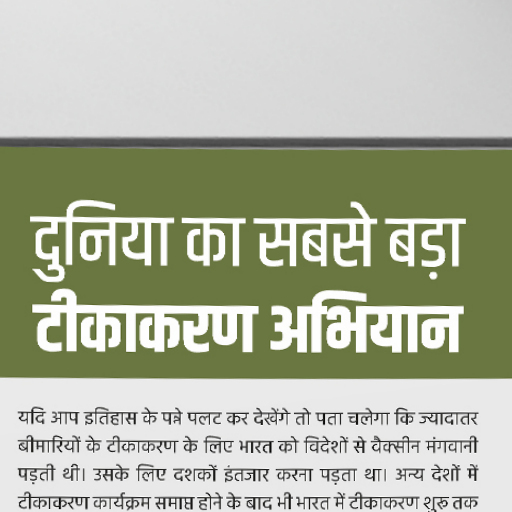 दुनिया का सबसे बड़ा
टीकाकरण अभियान
यदि आप इतिहास के पन्ने पलट कर देखेंगे तो पता चलेगा कि ज्यादातर
बीमारियों के टीकाकरण के लिए भारत को विदेशों से वैक्सीन मंगवानी
पड़ती थी। उसके लिए दशकों इंतजार करना पड़ता था। अन्य देशों में
टीकाकरण कार्यक्रम समाप्त होने के बाद भी भारत में टीकाकरण शुरू तक